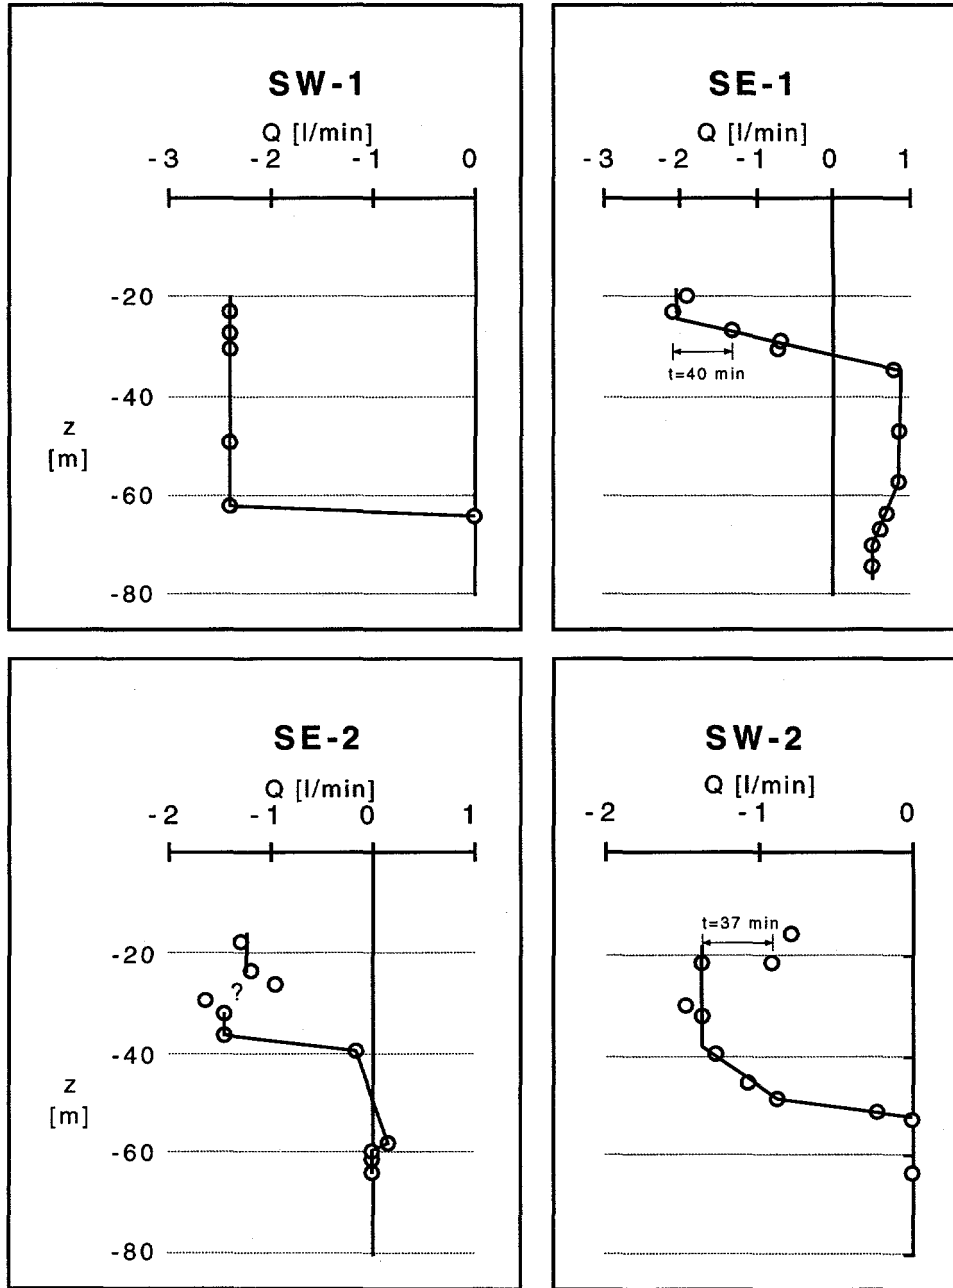 SW-1
Q [l/min]
-3 -2 -1 0
-20
-40
z
[m]
-60
-80
SE-1
Q [l/min]
-3 -2 -1 0 1
t=40 min
SE-2
Q [l/min]
-2 -1 0 1
-20
?
-40
z
[m]
-60
-80
SW-2
Q [l/min]
-2 -1 0
t=37 min